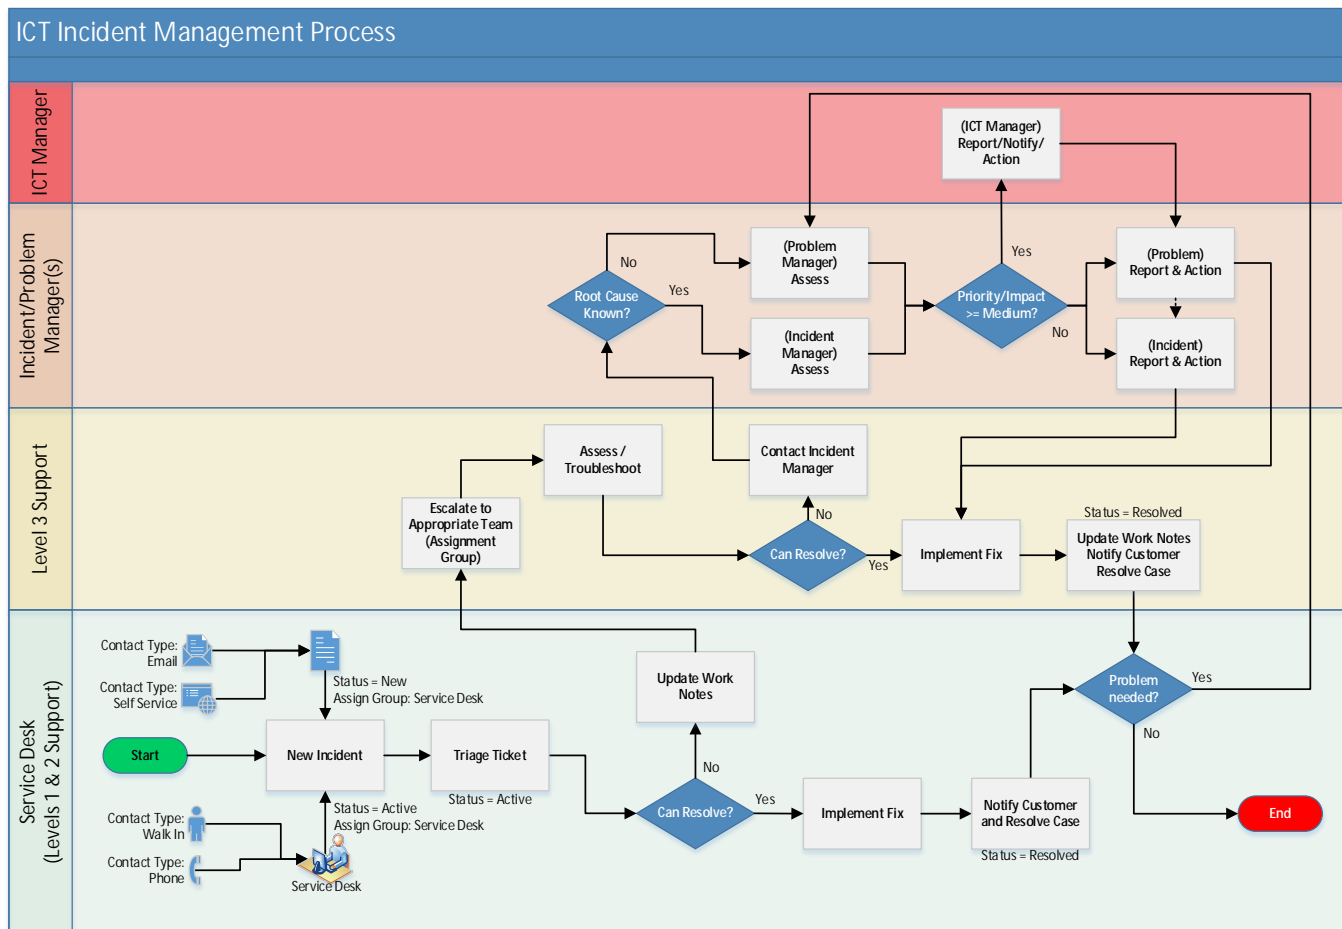 ICT Incident Management Process
ICT Manager
(ICT Manager)
Report/Notify/
Action
Incident/Problem
Manager(s)
Root Cause
Known?
No
Yes
(Problem
Manager)
Assess
(Incident
Manager)
Assess
Priority/Impact
>= Medium?
Yes
No
(Problem)
Report & Action
(Incident)
Report & Action
Level 3 Support
Escalate to
Appropriate Team
(Assignment
Group)
Assess /
Troubleshoot
Contact Incident
Manager
No
Can Resolve?
Yes
Implement Fix
Status = Resolved
Update Work Notes
Notify Customer
Resolve Case
Service Desk
(Levels 1 & 2 Support)
Contact Type:
Email
Contact Type:
Self Service
Status = New
Assign Group: Service Desk
Start
New Incident
Status = Active
Assign Group: Service Desk
Contact Type:
Walk In
Contact Type:
Phone
Service Desk
Triage Ticket
Status = Active
Update Work
Notes
No
Can Resolve?
Yes
Implement Fix
Notify Customer
and Resolve Case
Status = Resolved
Problem
needed?
Yes
No
End